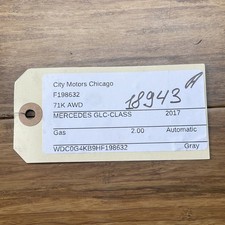 City Motors Chicago
F198632
71K AWD
18943
MERCEDES GLC-CLASS 2017
Gas 2.00 Automatic
WDC0G4KB9HF198632 Gray